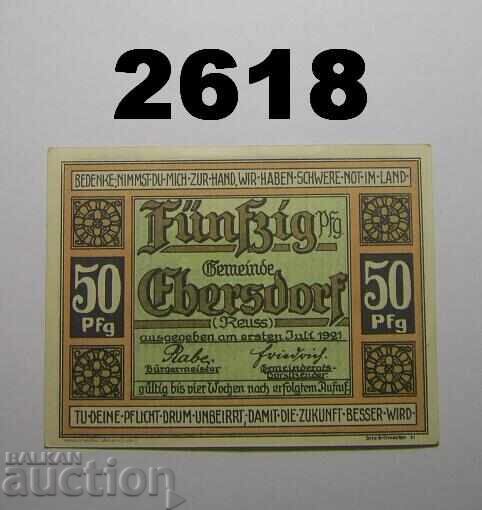 2618
BEDENKE, NIMMST DU MICH ZUR HAND, WIR HABEN SCHWERE NOT IM LAND
Fünfzig Pfg
Gemeinde
Ebersdorf
(Reuss)
50 Pfg
50 Pfg
ausgegeben am ersten Juli 1921
Rabe, Friedrich
Bürgermeister
Gemeinderats-
Vorsitzender
gültig bis vier Wochen nach erfolgtem Aufruf.
TU DEINE PFLICHT DRUM UNBEIRRT, DAMIT DIE ZUKUNFT BESSER WIRD
BALKAN
auction